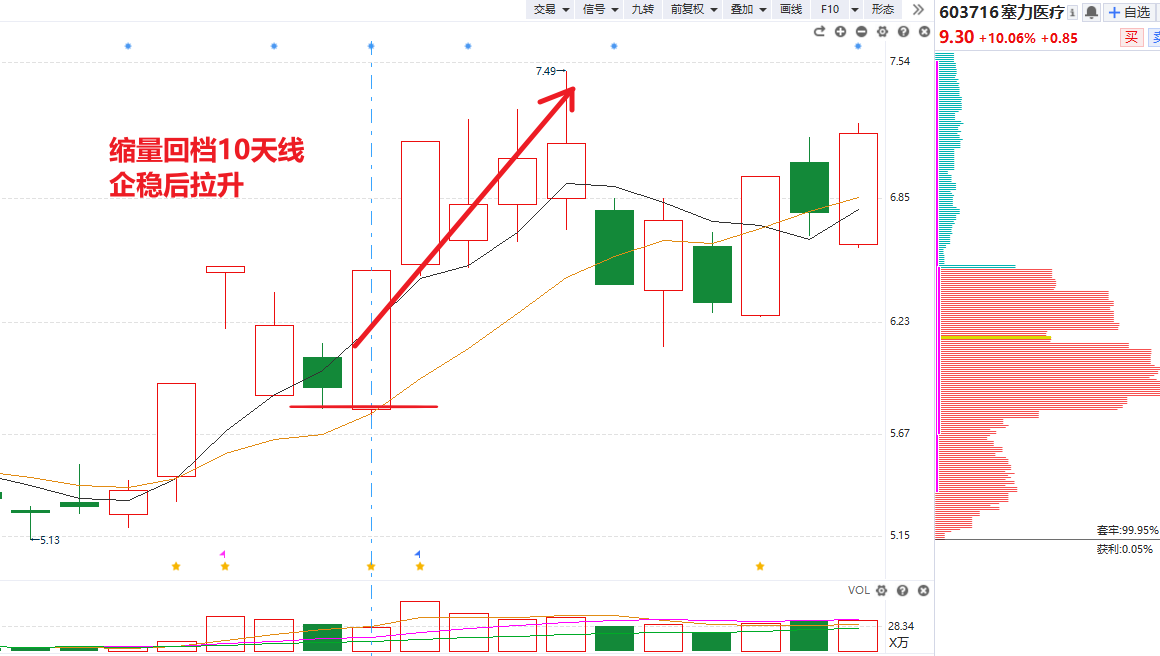 交易 信号 九转 前复权 叠加 画线 F10 形态
603716 塞力医疗 自选
9.30 +10.06% +0.85 买
7.54
7.49
缩量回档10天线
企稳后拉升
6.85
6.23
5.67
5.15
5.13
套牢:99.95%
获利:0.05%
VOL
28.34
X万